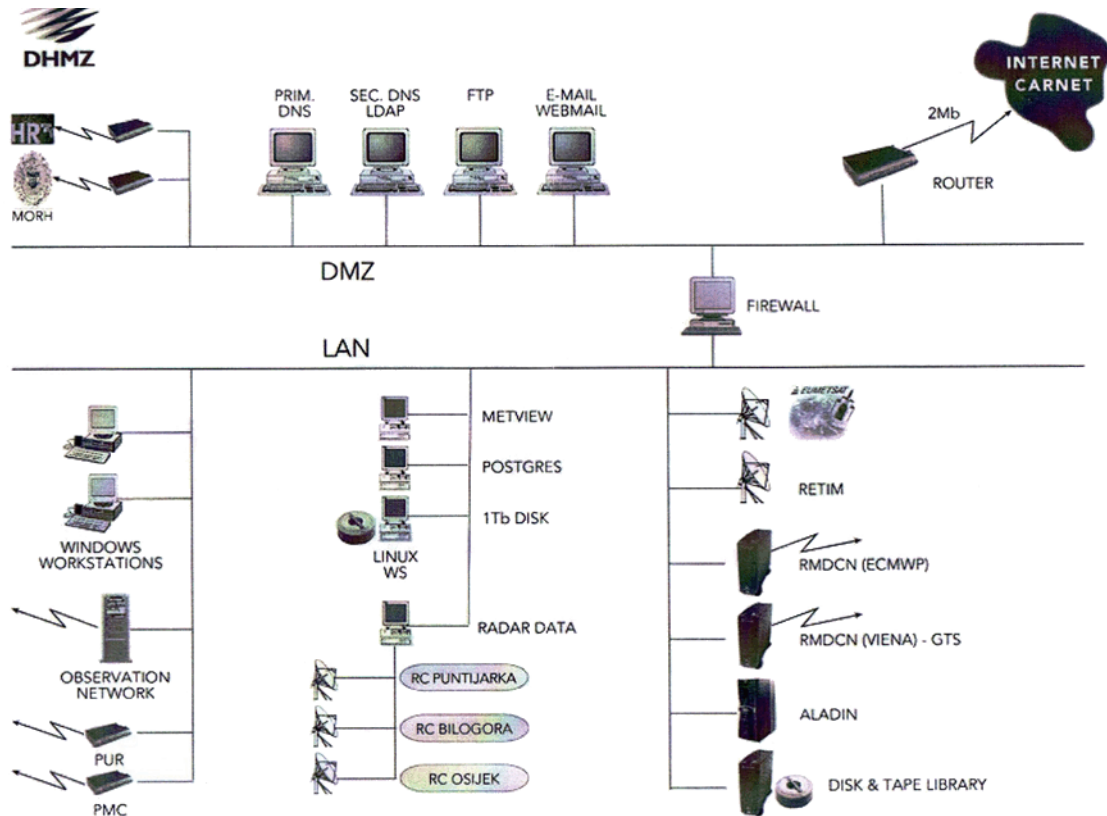 DHMZ
HRT
MORH
PRIM.
DNS
SEC. DNS
LDAP
FTP
E-MAIL
WEBMAIL
INTERNET
CARNET
2Mb
ROUTER
DMZ
FIREWALL
LAN
WINDOWS
WORKSTATIONS
OBSERVATION
NETWORK
PUR
PMC
METVIEW
POSTGRES
1Tb DISK
LINUX
WS
RADAR DATA
RC PUNTIJARKA
RC BILOGORA
RC OSIJEK
EUMETSAT
RETIM
RMDCN (ECMWP)
RMDCN (VIENA) - GTS
ALADIN
DISK & TAPE LIBRARY